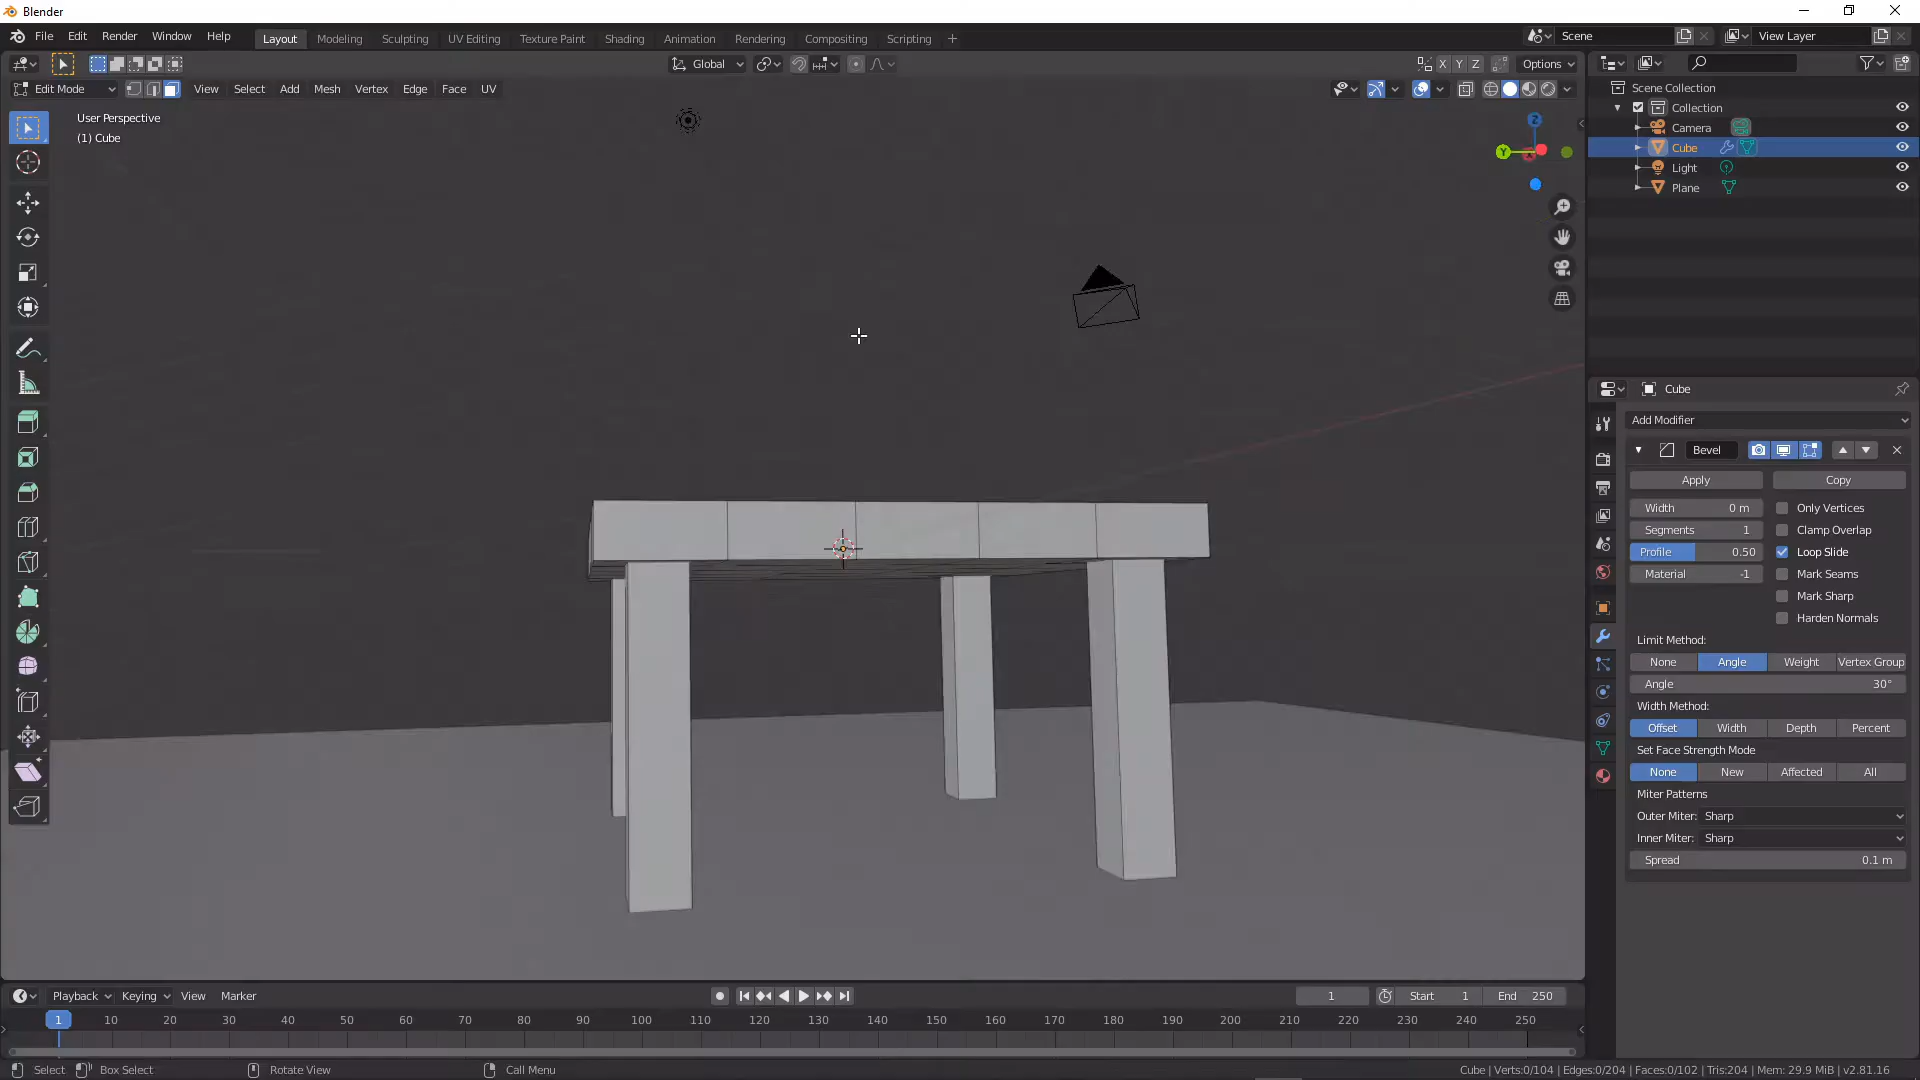 Blender
File Edit Render Window Help
Layout Modeling Sculpting UV Editing Texture Paint Shading Animation Rendering Compositing Scripting +
Scene
View Layer
Global
X Y Z
Options
Edit Mode
View Select Add Mesh Vertex Edge Face UV
User Perspective
(1) Cube
Z
Y
Scene Collection
Collection
Camera
Cube
Light
Plane
Cube
Add Modifier
Bevel
Apply Copy
Width 0 m Only Vertices
Segments 1 Clamp Overlap
Profile 0.50 Loop Slide
Material -1 Mark Seams
Mark Sharp
Harden Normals
Limit Method:
None Angle Weight Vertex Group
Angle 30°
Width Method:
Offset Width Depth Percent
Set Face Strength Mode
None New Affected All
Miter Patterns
Outer Miter: Sharp
Inner Miter: Sharp
Spread 0.1 m
Playback Keying View Marker
1
Start 1
End 250
1 10 20 30 40 50 60 70 80 90 100 110 120 130 140 150 160 170 180 190 200 210 220 230 240 250
Select Box Select Rotate View Call Menu
Cube | Verts:0/104 | Edges:0/204 | Faces:0/102 | Tris:204 | Mem: 29.9 MiB | v2.81.16